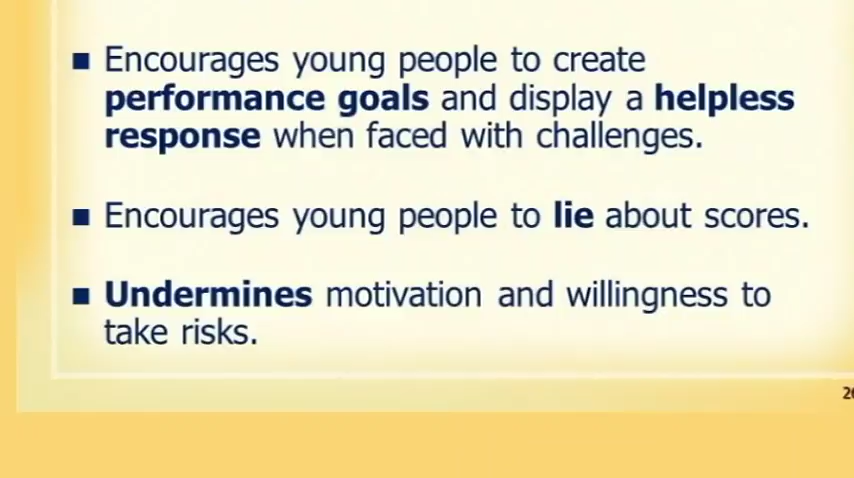 ■ Encourages young people to create
performance goals and display a helpless
response when faced with challenges.
■ Encourages young people to lie about scores.
■ Undermines motivation and willingness to
take risks.